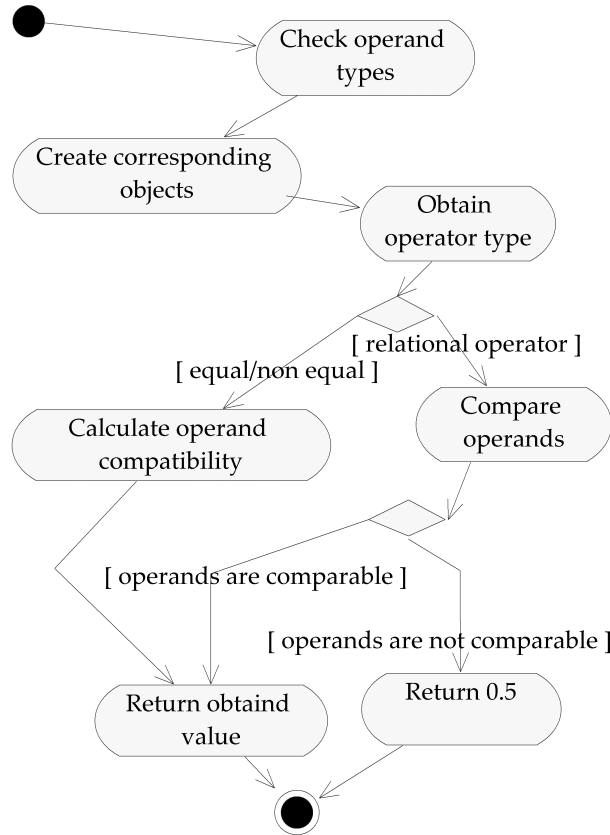 Check operand
types
Create corresponding
objects
Obtain
operator type
[ relational operator ]
[ equal/non equal ]
Compare
operands
Calculate operand
compatibility
[ operands are comparable ]
[ operands are not comparable ]
Return obtaind
value
Return 0.5